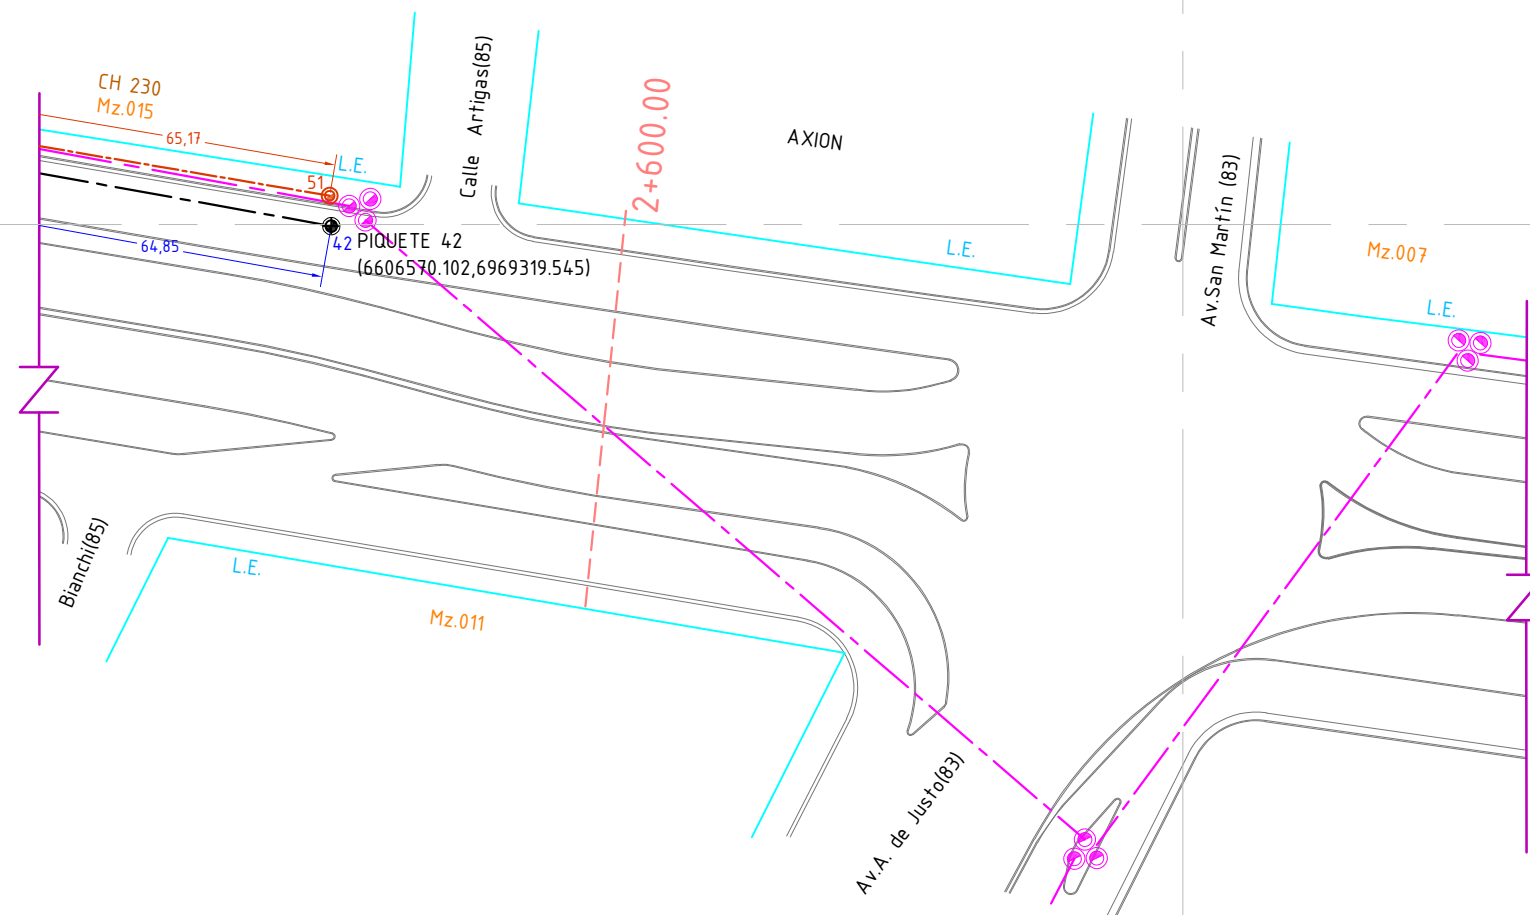 CH 230
Mz.015
65,17
L.E.
51
Calle Artigas(85)
2+600.00
AXION
Av.San Martín (83)
Mz.007
L.E.
L.E.
64,85
42
PIQUETE 42
(6606570.102,6969319.545)
Bianchi(85)
L.E.
Mz.011
Av.A. de Justo(83)